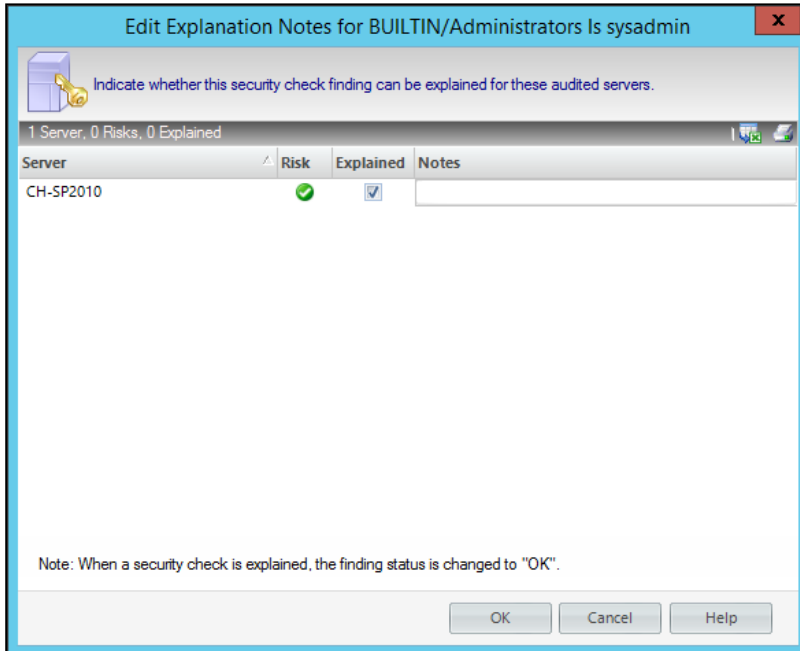 Edit Explanation Notes for BUILTIN/Administrators Is sysadmin
x
Indicate whether this security check finding can be explained for these audited servers.
1 Server, 0 Risks, 0 Explained
Server Risk Explained Notes
CH-SP2010
Note: When a security check is explained, the finding status is changed to "OK".
OK Cancel Help